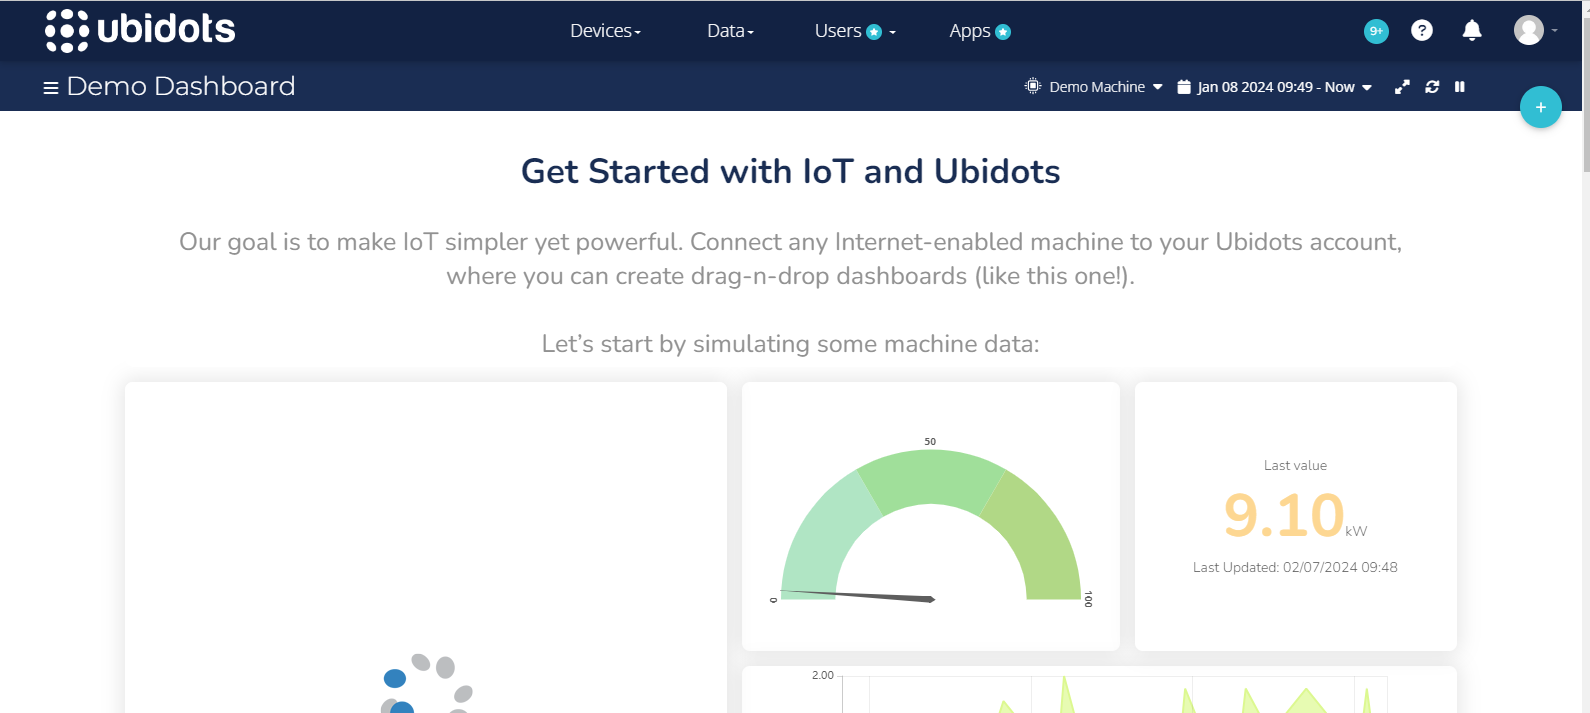 ubidots
Devices
Data
Users
Apps
9+
?
Demo Dashboard
Demo Machine
Jan 08 2024 09:49 - Now
+
Get Started with IoT and Ubidots
Our goal is to make IoT simpler yet powerful. Connect any Internet-enabled machine to your Ubidots account,
where you can create drag-n-drop dashboards (like this one!).
Let’s start by simulating some machine data:
50
0
100
Last value
9.10 kW
Last Updated: 02/07/2024 09:48
2.00